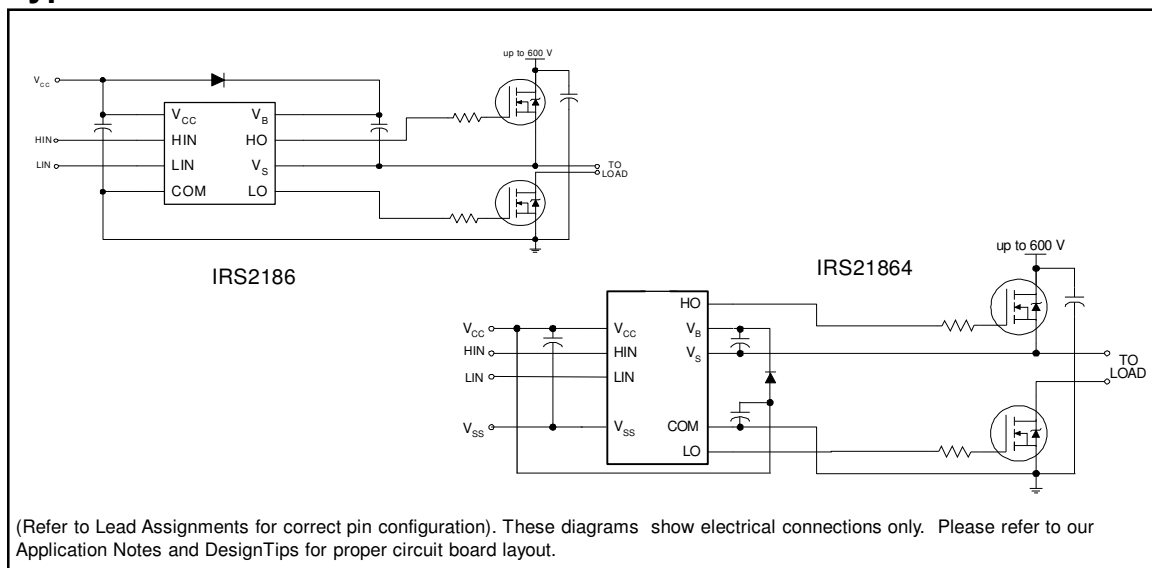 up to 600 V
VCC
VCC VB
HIN HIN HO
LIN LIN VS TO
LOAD
COM LO
IRS2186
up to 600 V
IRS21864
HO
VCC VCC VB
HIN HIN VS
LIN LIN TO
LOAD
VSS VSS COM
LO
(Refer to Lead Assignments for correct pin configuration). These diagrams show electrical connections only. Please refer to our
Application Notes and DesignTips for proper circuit board layout.